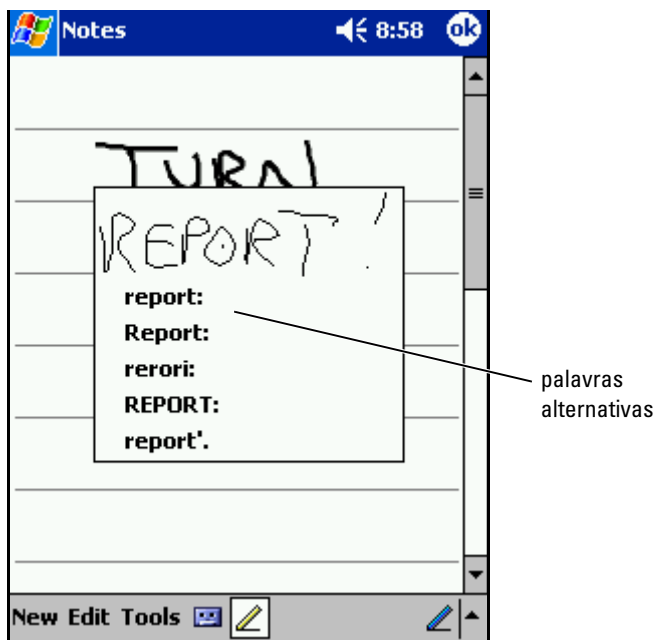 Notes 8:58 ok
TURN
REPORT!
report:
Report:
rerori:
REPORT:
report'.
palavras
alternativas
New Edit Tools